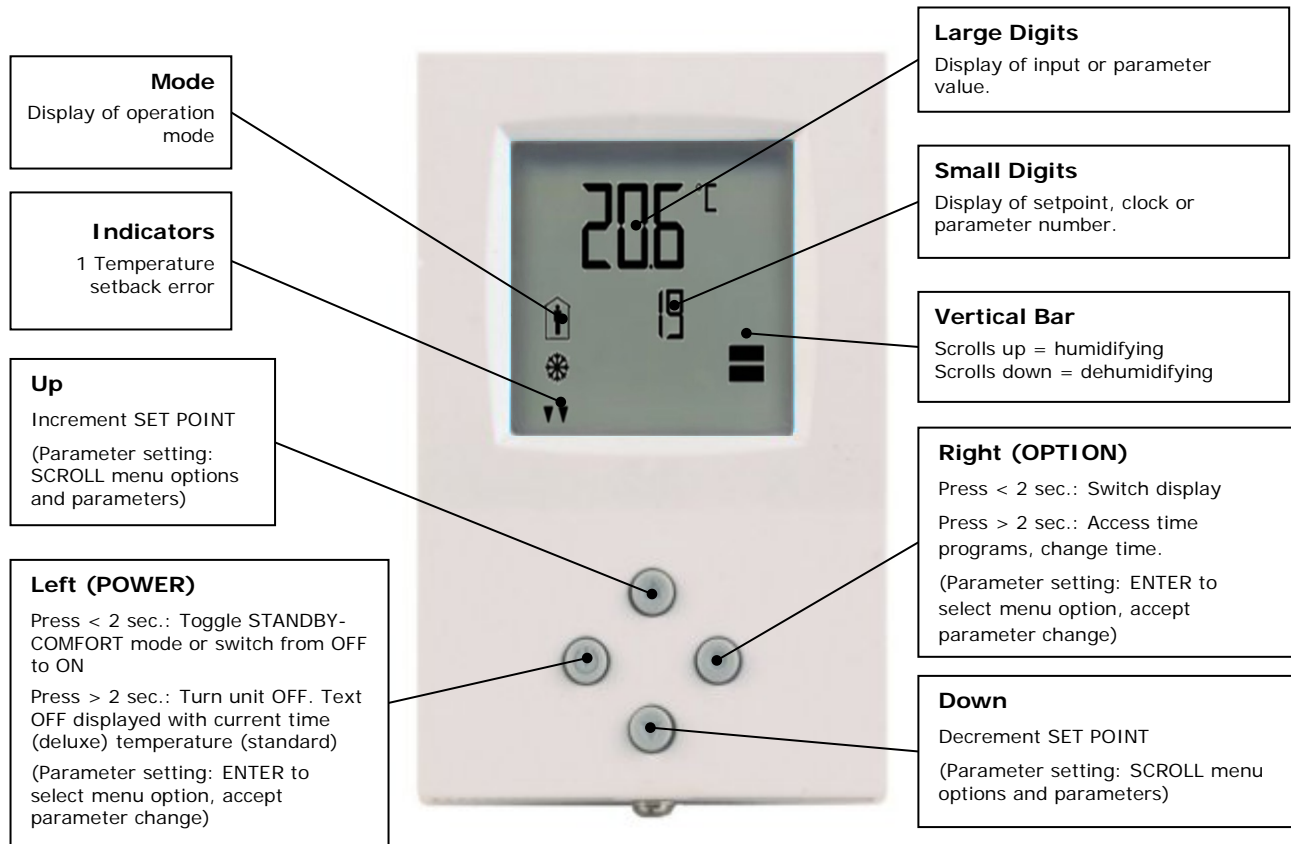 Mode
Display of operation
mode
Indicators
1 Temperature
setback error
Up
Increment SET POINT
(Parameter setting:
SCROLL menu options
and parameters)
Left (POWER)
Press < 2 sec.: Toggle STANDBY-
COMFORT mode or switch from OFF
to ON
Press > 2 sec.: Turn unit OFF. Text
OFF displayed with current time
(deluxe) temperature (standard)
(Parameter setting: ENTER to
select menu option, accept
parameter change)
20.6 °C
19
Large Digits
Display of input or parameter
value.
Small Digits
Display of setpoint, clock or
parameter number.
Vertical Bar
Scrolls up = humidifying
Scrolls down = dehumidifying
Right (OPTION)
Press < 2 sec.: Switch display
Press > 2 sec.: Access time
programs, change time.
(Parameter setting: ENTER to
select menu option, accept
parameter change)
Down
Decrement SET POINT
(Parameter setting: SCROLL menu
options and parameters)